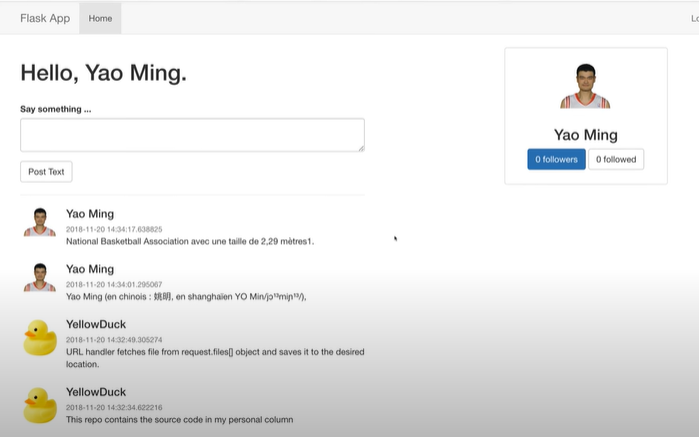 Flask App Home
Hello, Yao Ming.
Say something ...
Post Text
Yao Ming
2018-11-20 14:34:17.638825
National Basketball Association avec une taille de 2,29 mètres1.
Yao Ming
2018-11-20 14:34:01.295067
Yao Ming (en chinois : 姚明, en shanghaïen YO Min/
YellowDuck
2018-11-20 14:32:49.305274
URL handler fetches file from request.files[] object and saves it to the desired
location.
YellowDuck
2018-11-20 14:32:34.622216
This repo contains the source code in my personal column
Yao Ming
0 followers 0 followed